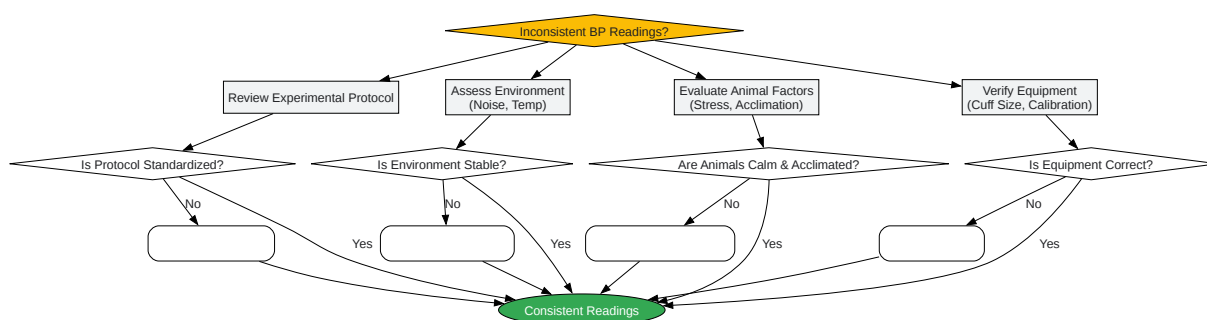 Inconsistent BP Readings?
Review Experimental Protocol
Assess Environment
(Noise, Temp)
Evaluate Animal Factors
(Stress, Acclimation)
Verify Equipment
(Cuff Size, Calibration)
Is Protocol Standardized?
Is Environment Stable?
Are Animals Calm & Acclimated?
Is Equipment Correct?
No
No
No
No
Yes
Yes
Yes
Yes
Consistent Readings